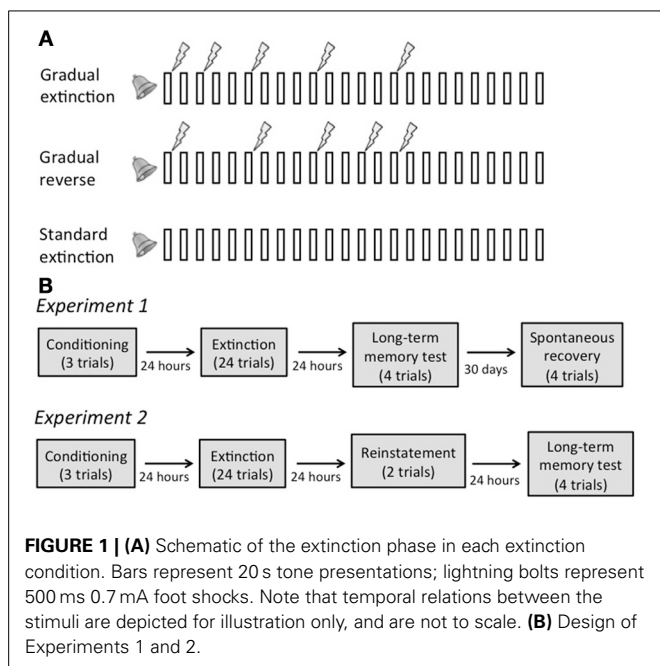 A
Gradual
extinction
Gradual
reverse
Standard
extinction
B
Experiment 1
Conditioning
(3 trials)
24 hours
Extinction
(24 trials)
24 hours
Long-term
memory test
(4 trials)
30 days
Spontaneous
recovery
(4 trials)
Experiment 2
Conditioning
(3 trials)
24 hours
Extinction
(24 trials)
24 hours
Reinstatement
(2 trials)
24 hours
Long-term
memory test
(4 trials)
FIGURE 1 | (A) Schematic of the extinction phase in each extinction
condition. Bars represent 20 s tone presentations; lightning bolts represent
500 ms 0.7 mA foot shocks. Note that temporal relations between the
stimuli are depicted for illustration only, and are not to scale. (B) Design of
Experiments 1 and 2.